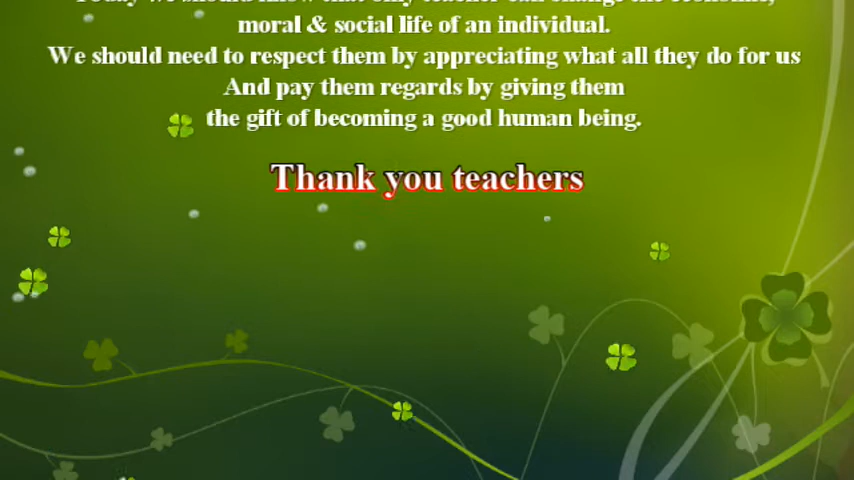 Today we should know that only teacher can change the economic,
moral & social life of an individual.
We should need to respect them by appreciating what all they do for us
And pay them regards by giving them
the gift of becoming a good human being.
Thank you teachers